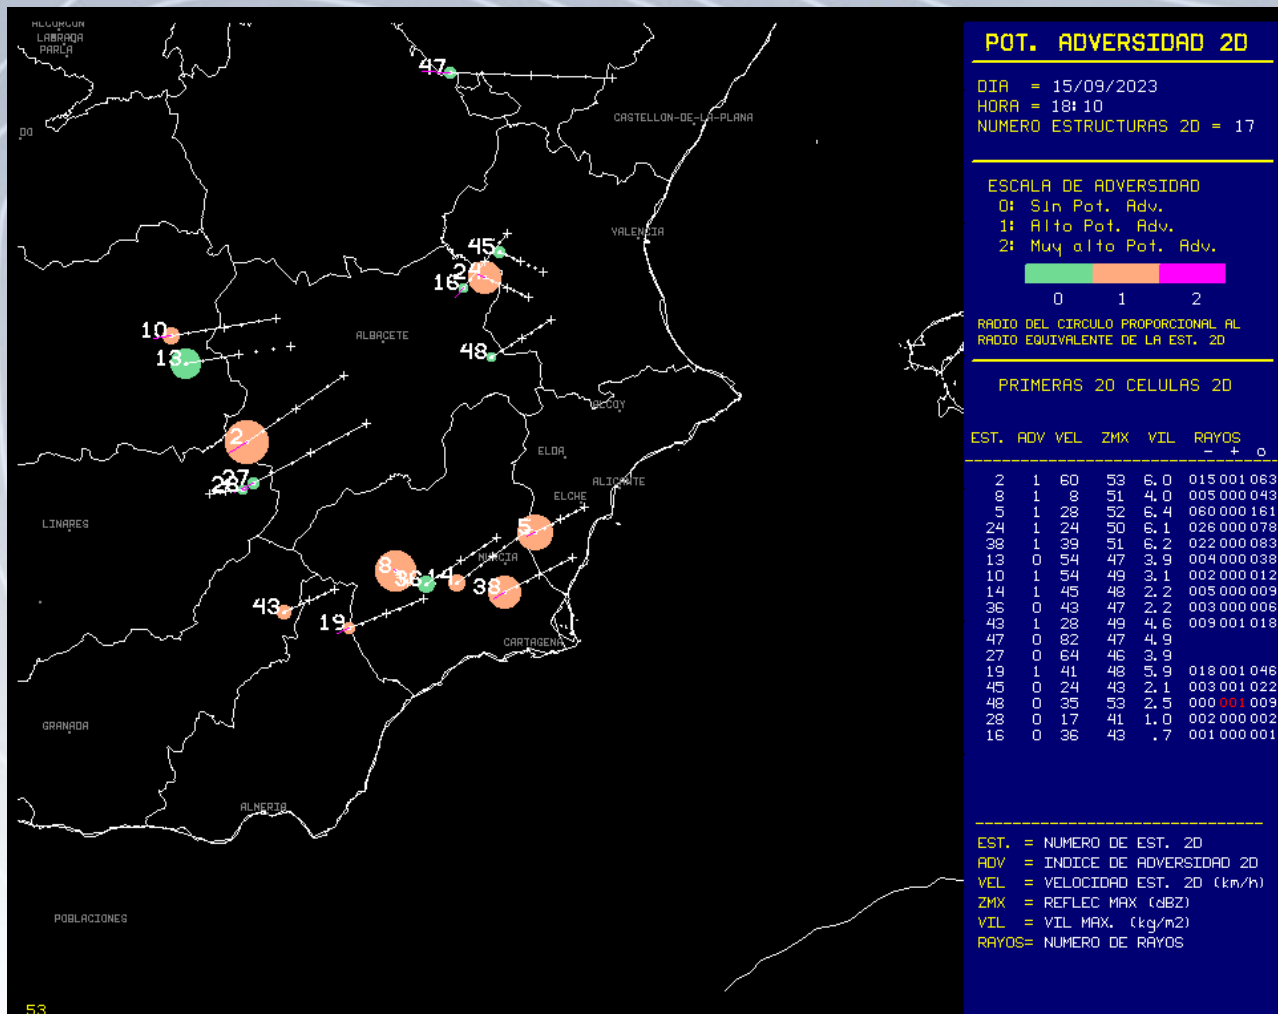 ALCORCON
LABRADA
PARLA
47
CASTELLON-DE-LA-PLANA
DO
VALENCIA
45
24
16
10
ALBACETE
13
48
ALCOY
2
ELDA
27
28
ALICANTE
ELCHE
LINARES
5
MURCIA
8
36
14
38
43
19
CARTAGENA
GRANADA
ALMERIA
POBLACIONES
53
POT. ADVERSIDAD 2D
DIA = 15/09/2023
HORA = 18:10
NUMERO ESTRUCTURAS 2D = 17
ESCALA DE ADVERSIDAD
0: Sin Pot. Adv.
1: Alto Pot. Adv.
2: Muy alto Pot. Adv.
0 1 2
RADIO DEL CIRCULO PROPORCIONAL AL
RADIO EQUIVALENTE DE LA EST. 2D
PRIMERAS 20 CELULAS 2D
EST. ADV VEL ZMX VIL RAYOS
- + o
2 1 60 53 6.0 015 001 063
8 1 8 51 4.0 005 000 043
5 1 28 52 6.4 060 000 161
24 1 24 50 6.1 026 000 078
38 1 39 51 6.2 022 000 083
13 0 54 47 3.9 004 000 038
10 1 54 49 3.1 002 000 012
14 1 45 48 2.2 005 000 009
36 0 43 47 2.2 003 000 006
43 1 28 49 4.6 009 001 018
47 0 82 47 4.9
27 0 64 46 3.9
19 1 41 48 5.9 018 001 046
45 0 24 43 2.1 003 001 022
48 0 35 53 2.5 000 001 009
28 0 17 41 1.0 002 000 002
16 0 36 43 .7 001 000 001
EST. = NUMERO DE EST. 2D
ADV = INDICE DE ADVERSIDAD 2D
VEL = VELOCIDAD EST. 2D (km/h)
ZMX = REFLEC MAX (dBZ)
VIL = VIL MAX. (kg/m2)
RAYOS= NUMERO DE RAYOS